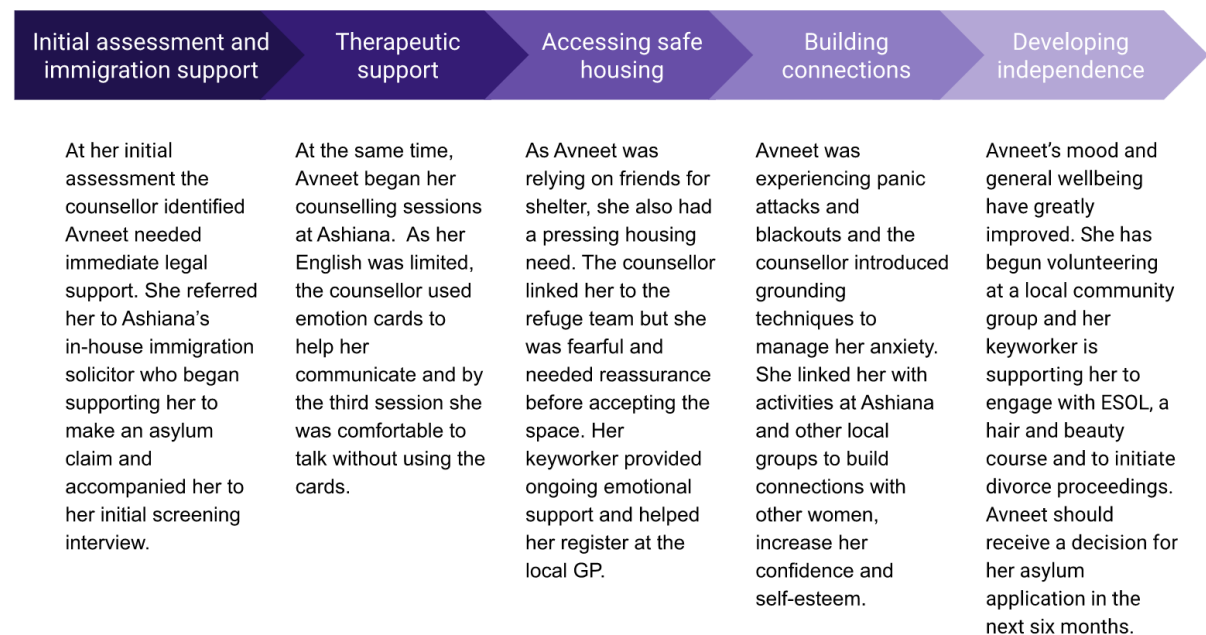 Initial assessment and
immigration support
Therapeutic
support
Accessing safe
housing
Building
connections
Developing
independence
At her initial
assessment the
counsellor identified
Avneet needed
immediate legal
support. She referred
her to Ashiana’s
in-house immigration
solicitor who began
supporting her to
make an asylum
claim and
accompanied her to
her initial screening
interview.
At the same time,
Avneet began her
counselling sessions
at Ashiana.  As her
English was limited,
the counsellor used
emotion cards to
help her
communicate and by
the third session she
was comfortable to
talk without using the
cards.
As Avneet was
relying on friends for
shelter, she also had
a pressing housing
need. The counsellor
linked her to the
refuge team but she
was fearful and
needed reassurance
before accepting the
space. Her
keyworker provided
ongoing emotional
support and helped
her register at the
local GP.
Avneet was
experiencing panic
attacks and
blackouts and the
counsellor introduced
grounding
techniques to
manage her anxiety.
She linked her with
activities at Ashiana
and other local
groups to build
connections with
other women,
increase her
confidence and
self-esteem.
Avneet’s mood and
general wellbeing
have greatly
improved. She has
begun volunteering
at a local community
group and her
keyworker is
supporting her to
engage with ESOL, a
hair and beauty
course and to initiate
divorce proceedings.
Avneet should
receive a decision for
her asylum
application in the
next six months.